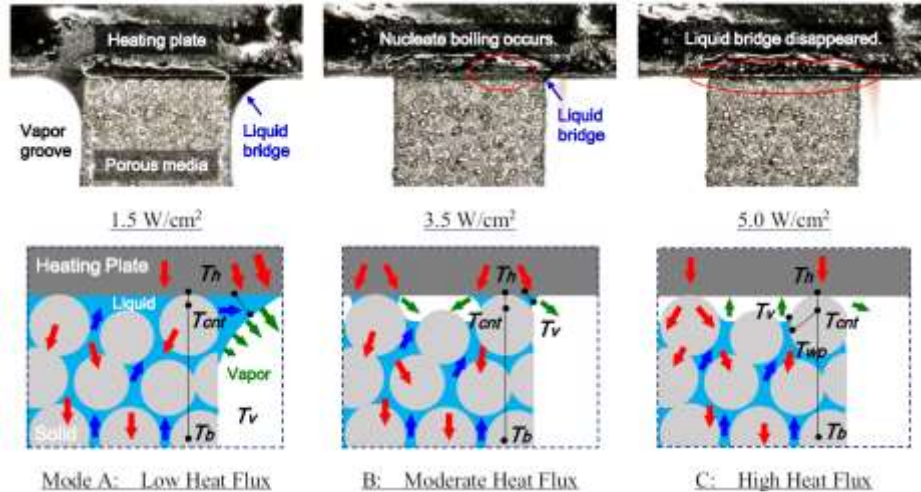 Heating plate
Nucleate boiling occurs.
Liquid bridge disappeared.
Vapor
groove
Liquid
bridge
Liquid
bridge
Porous media
1.5 W/cm²
3.5 W/cm²
5.0 W/cm²
Heating Plate
Th
Th
Th
Liquid
Tcnt
Tcnt
Tv
Tv
Tcnt
Twp
Vapor
Tv
Solid
Tb
Tb
Tb
Mode A: Low Heat Flux
B: Moderate Heat Flux
C: High Heat Flux